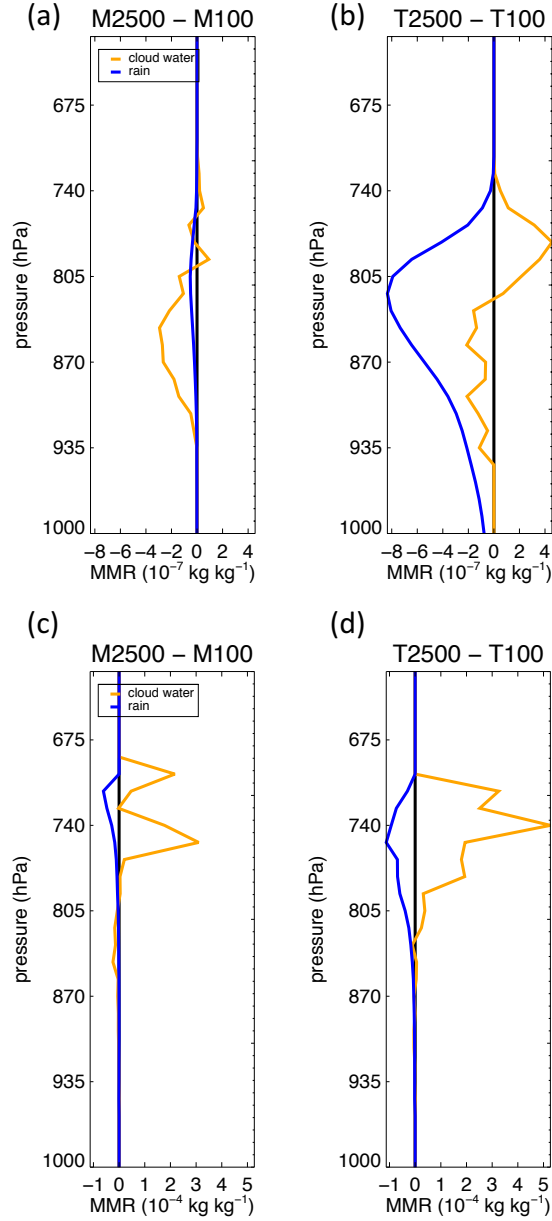 (a)
M2500 − M100
cloud water
rain
675
740
805
870
935
1000
pressure (hPa)
−8 −6 −4 −2 0 2 4
MMR (10⁻⁷ kg kg⁻¹)
(b)
T2500 − T100
675
740
805
870
935
1000
pressure (hPa)
−8 −6 −4 −2 0 2 4
MMR (10⁻⁷ kg kg⁻¹)
(c)
M2500 − M100
cloud water
rain
675
740
805
870
935
1000
pressure (hPa)
−1 0 1 2 3 4 5
MMR (10⁻⁴ kg kg⁻¹)
(d)
T2500 − T100
675
740
805
870
935
1000
pressure (hPa)
−1 0 1 2 3 4 5
MMR (10⁻⁴ kg kg⁻¹)